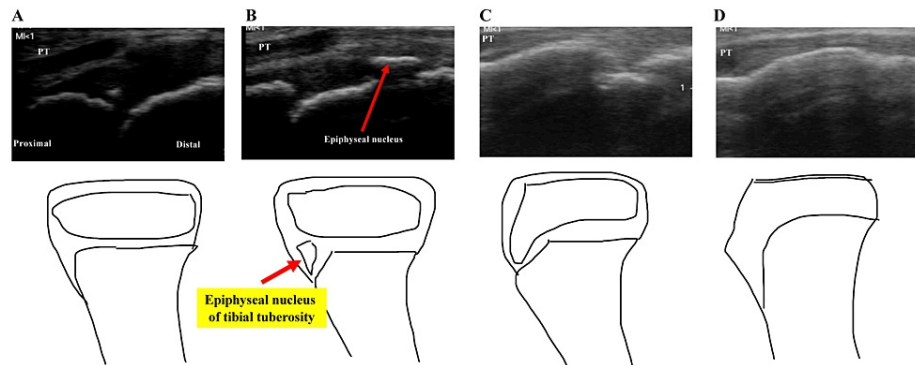 A
B
C
D
MI<1
MI<1
MI<1
MI<1
PT
PT
PT
PT
1
Epiphyseal nucleus
Proximal
Distal
Epiphyseal nucleus
of tibial tuberosity